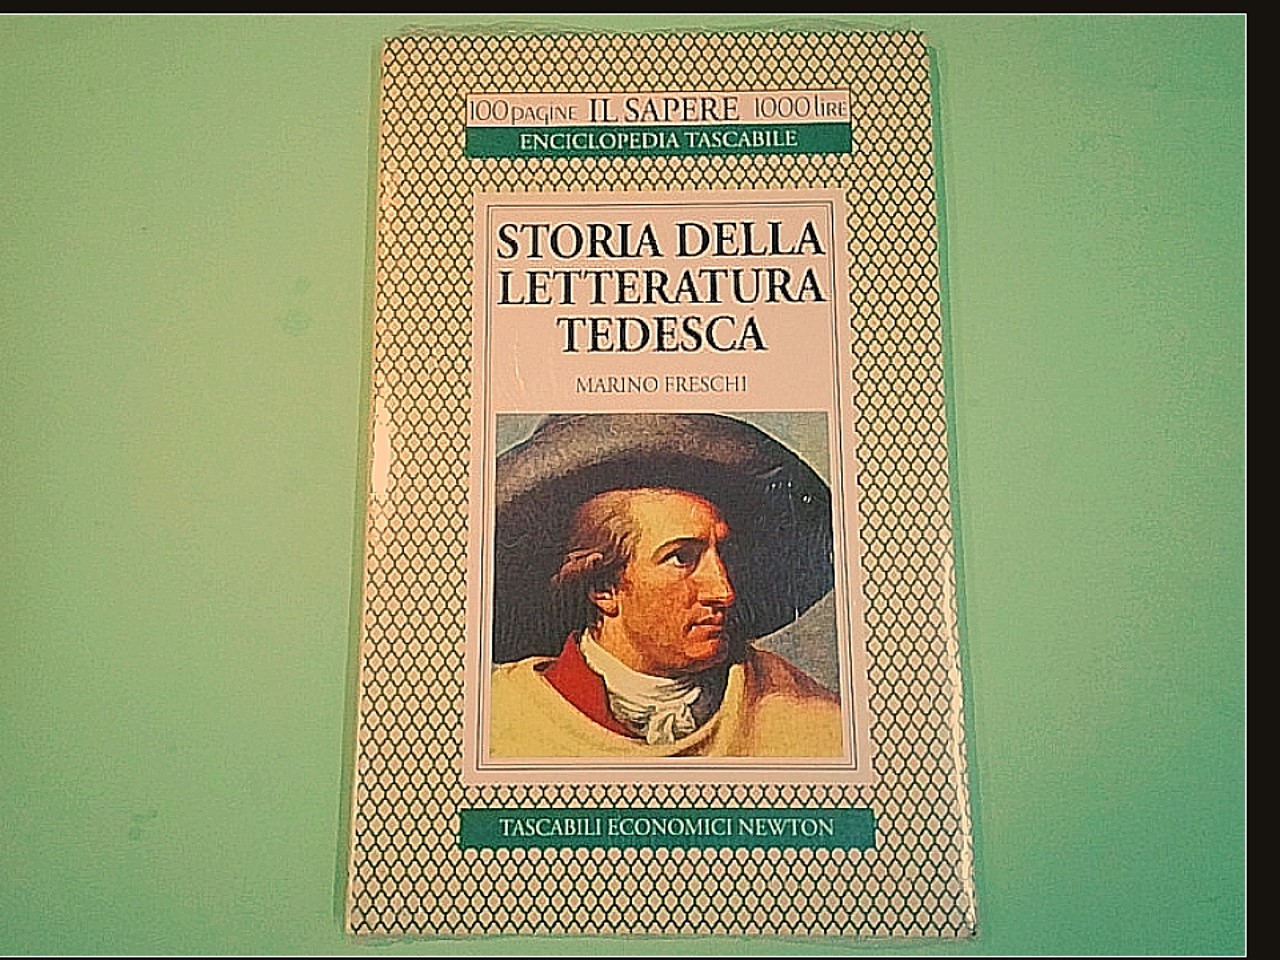 100 pagine IL SAPERE 1000 lire
ENCICLOPEDIA TASCABILE
STORIA DELLA
LETTERATURA
TEDESCA
MARINO FRESCHI
TASCABILI ECONOMICI NEWTON